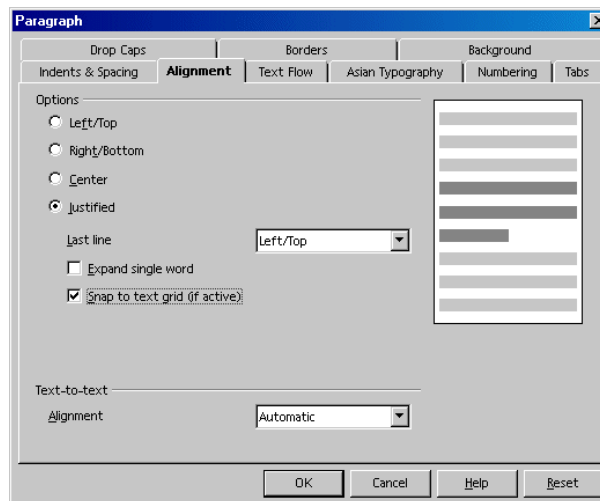 Paragraph
Drop Caps Borders Background
Indents & Spacing Alignment Text Flow Asian Typography Numbering Tabs
Options
Left/Top
Right/Bottom
Center
Justified
Last line Left/Top
Expand single word
Snap to text grid (if active)
Text-to-text
Alignment Automatic
OK Cancel Help Reset